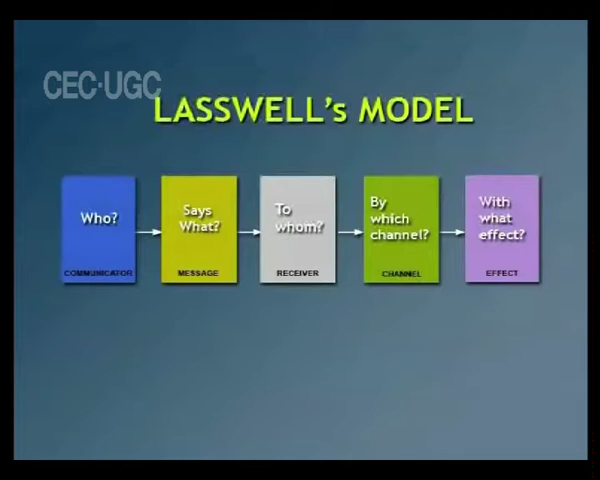 CEC-UGC
LASSWELL's MODEL
Who?
COMMUNICATOR
Says
What?
MESSAGE
To
whom?
RECEIVER
By
which
channel?
CHANNEL
With
what
effect?
EFFECT